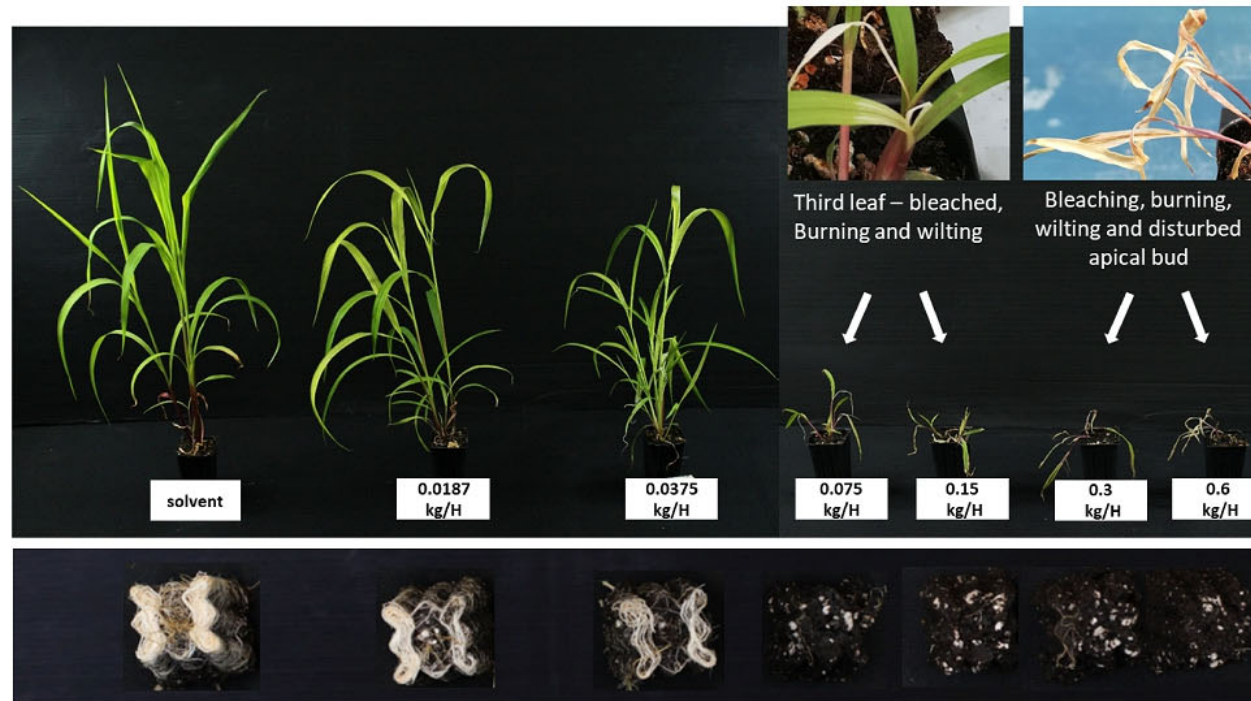 Third leaf – bleached,
Burning and wilting
Bleaching, burning,
wilting and disturbed
apical bud
solvent
0.0187
kg/H
0.0375
kg/H
0.075
kg/H
0.15
kg/H
0.3
kg/H
0.6
kg/H